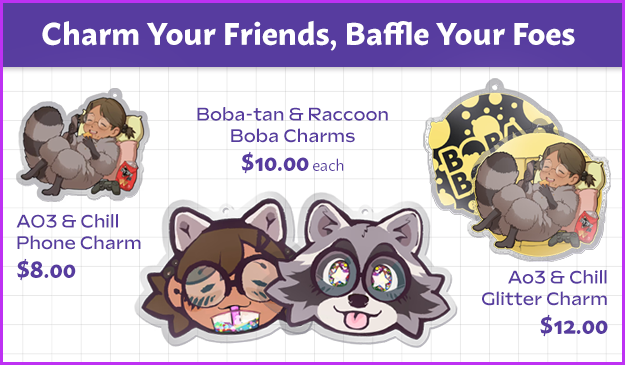 Charm Your Friends, Baffle Your Foes
Boba-tan & Raccoon
Boba Charms
$10.00 each
AO3 & Chill
Phone Charm
$8.00
BOBA
Ao3 & Chill
Glitter Charm
$12.00